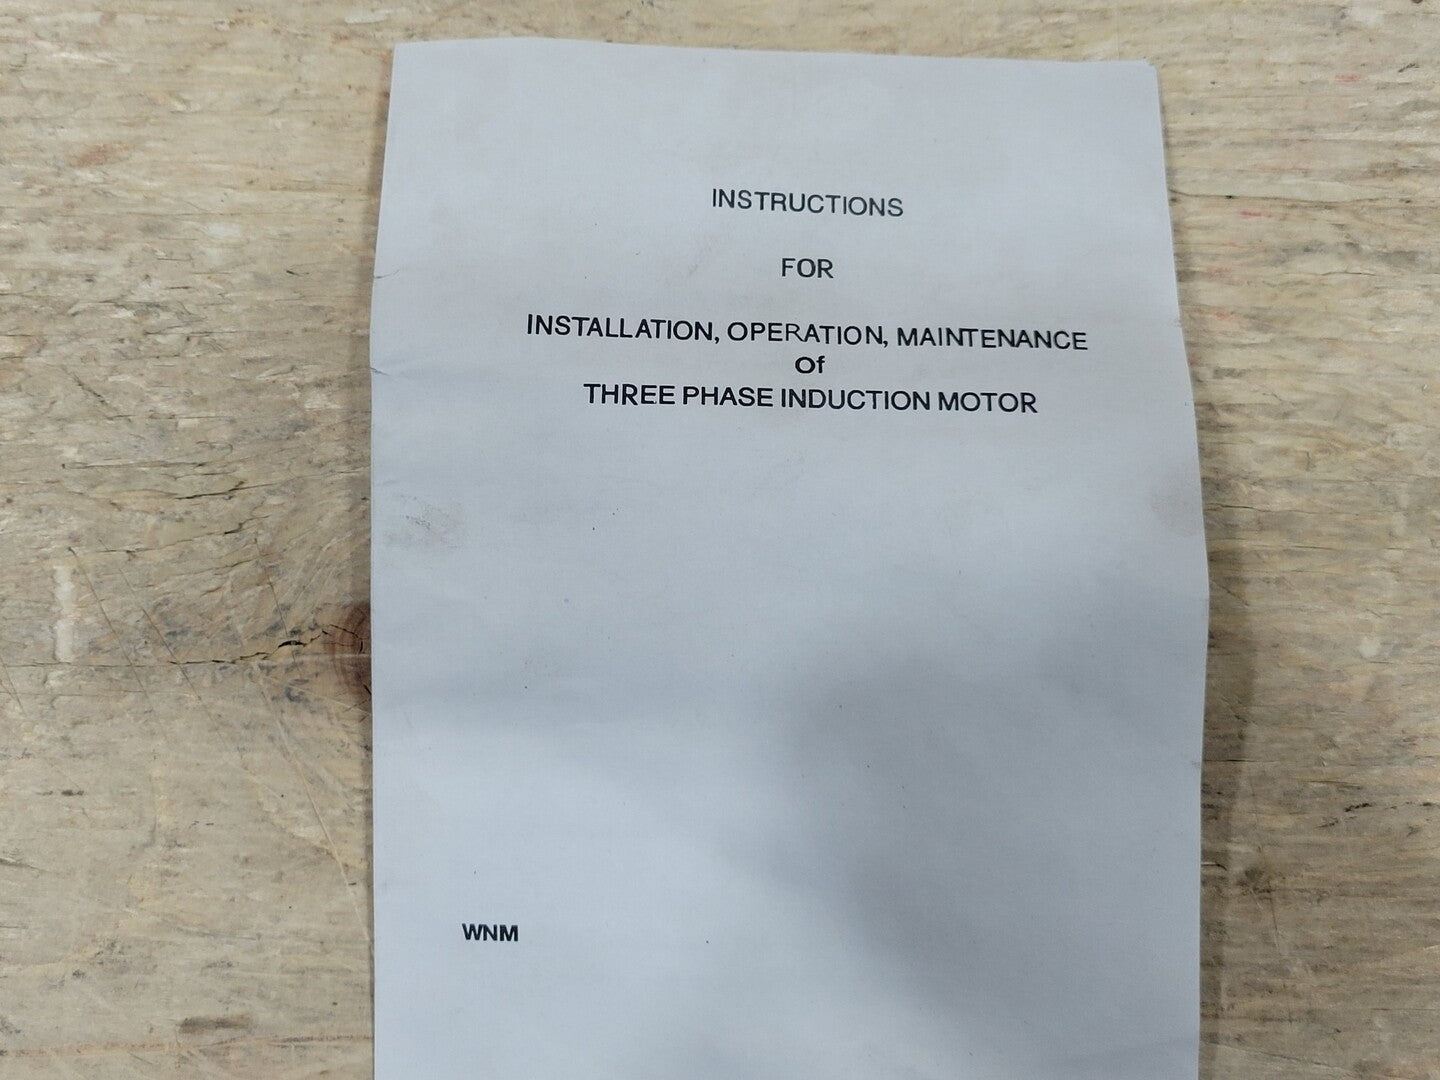 INSTRUCTIONS
FOR
INSTALLATION, OPERATION, MAINTENANCE
Of
THREE PHASE INDUCTION MOTOR
WNM